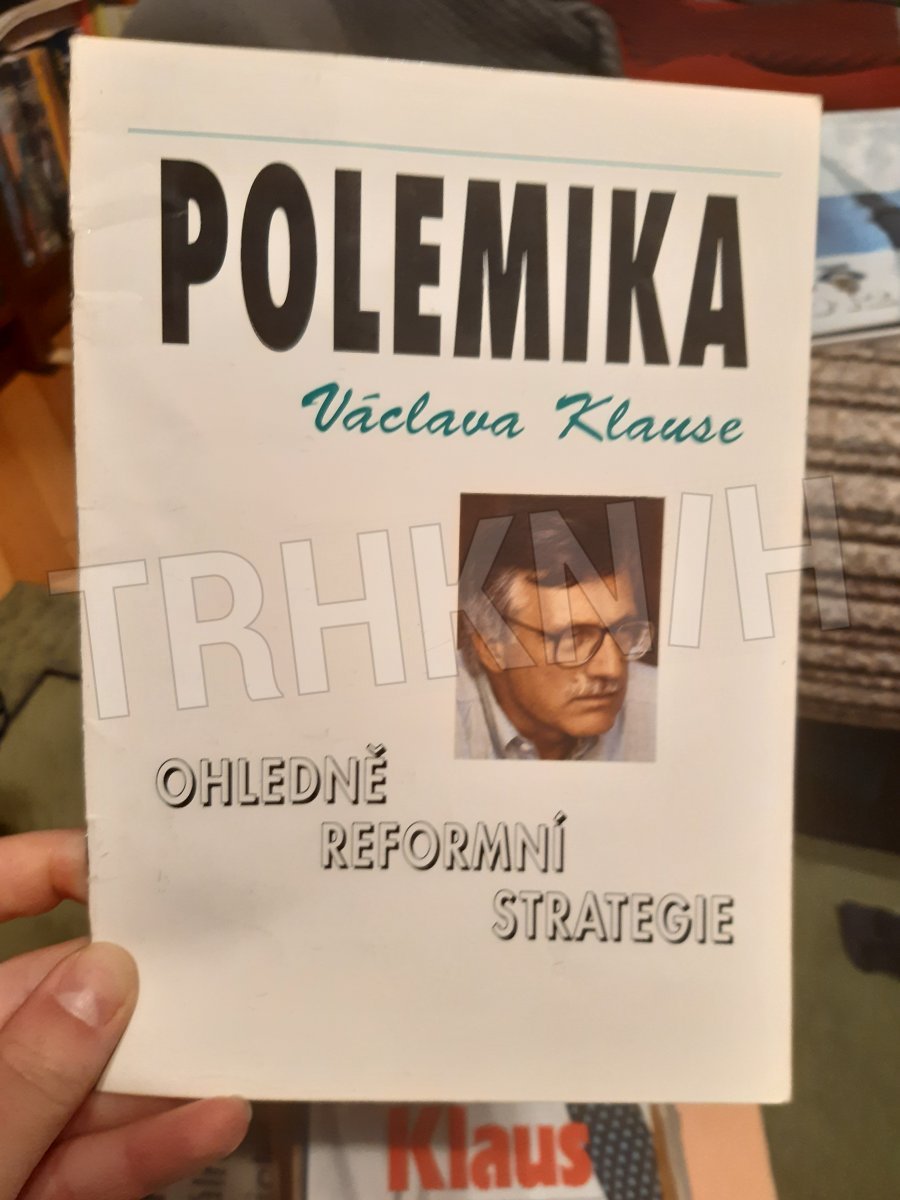 POLEMIKA
Václava Klause
TRHKNIH
OHLEDNĚ
REFORMNÍ
STRATEGIE
Klaus